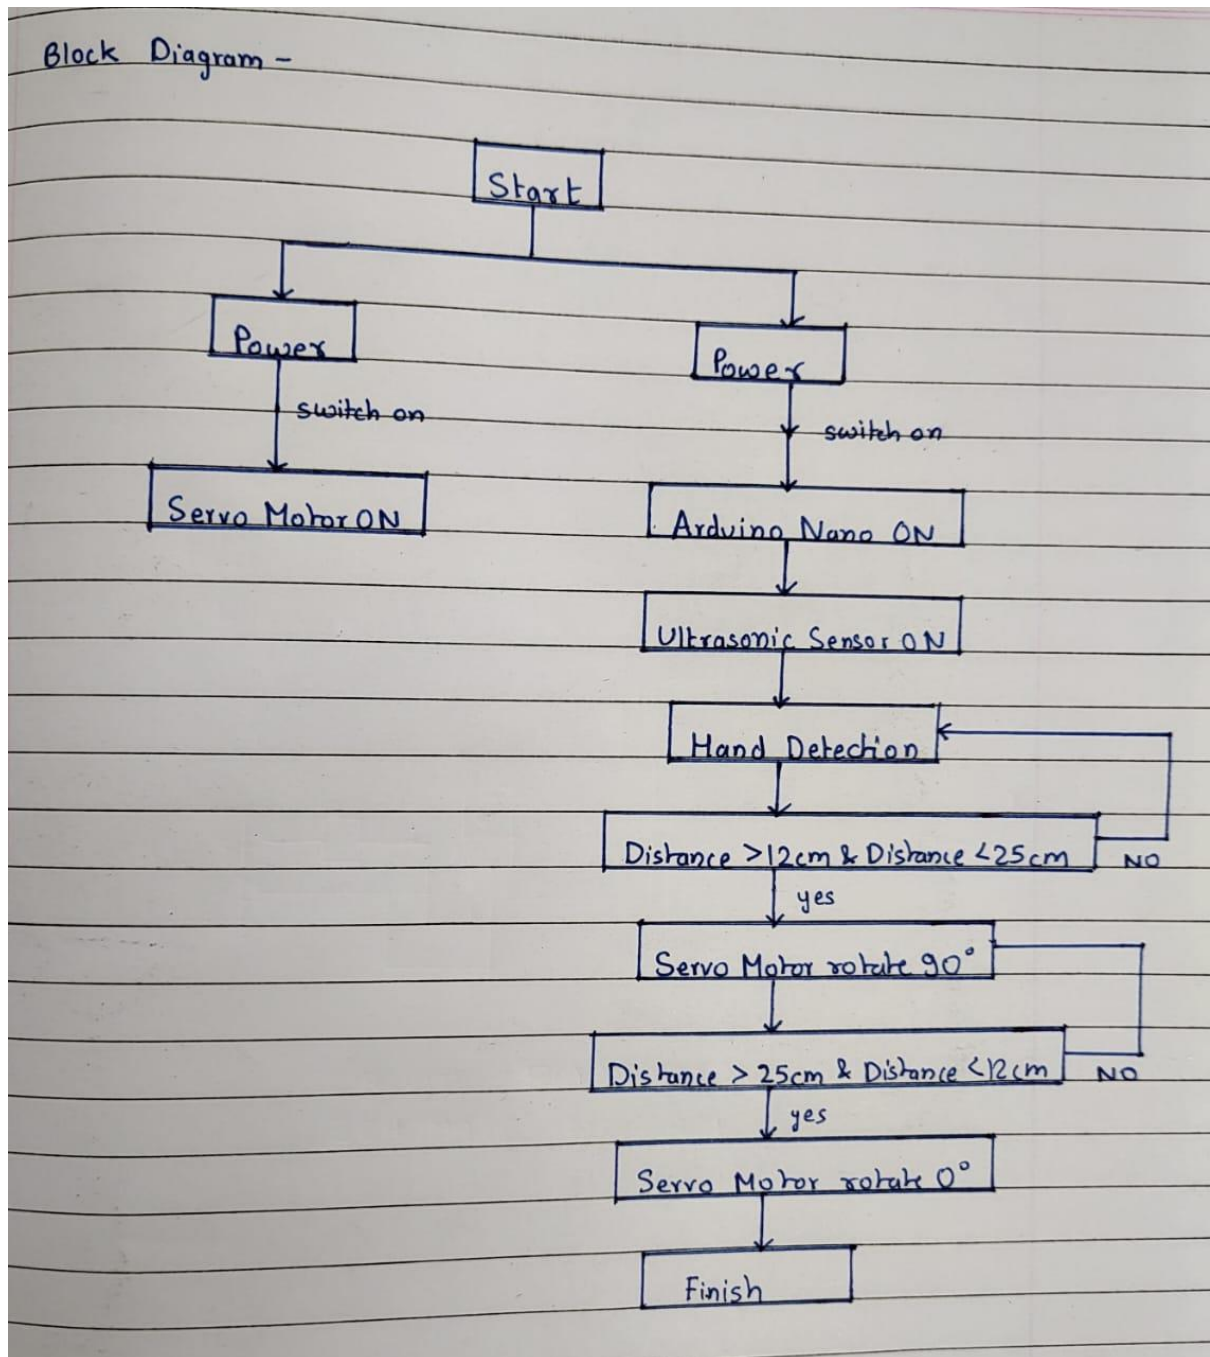 Block Diagram -
Start
Power
Power
switch on
switch on
Servo Motor ON
Arduino Nano ON
Ultrasonic Sensor ON
Hand Detection
Distance >12cm & Distance <25cm
NO
yes
Servo Motor rotate 90°
Distance > 25cm & Distance <12cm
NO
yes
Servo Motor rotate 0°
Finish